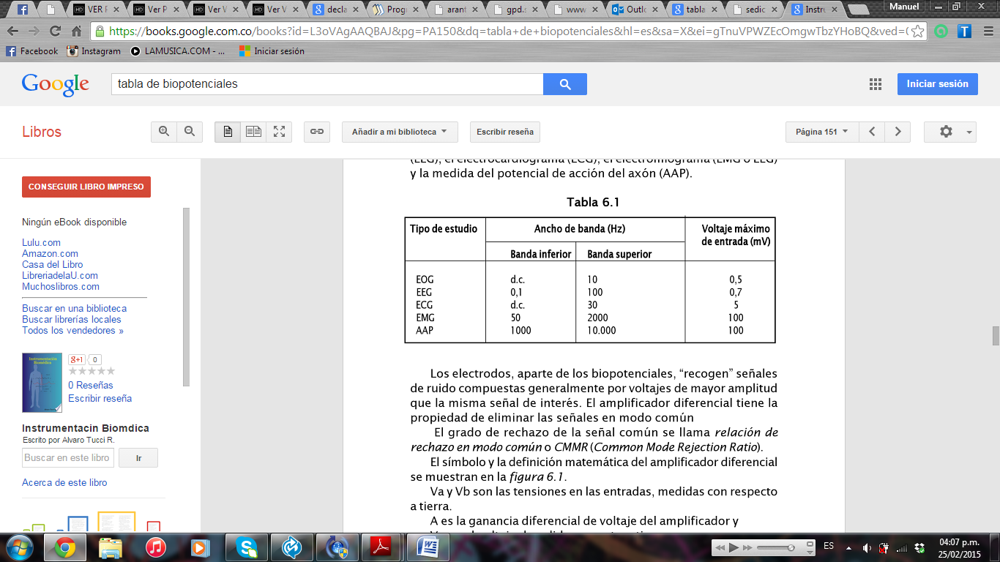 VER F
Ver P
Ver V
Ver V
decla
Progr
arant
gpd.s
www
Outlo
tabla
sedic
Instru
Manuel
https://books.google.com.co/books?id=L3oVAgAAQBAJ&pg=PA150&dq=tabla+de+biopotenciales&hl=es&sa=X&ei=gTnuVPWZEcOmgwTbzYHoBQ&ved=
Facebook
Instagram
LAMUSICA.COM - ...
Iniciar sesión
Google
tabla de biopotenciales
Iniciar sesión
Libros
Añadir a mi biblioteca
Escribir reseña
Página 151
CONSEGUIR LIBRO IMPRESO
Ningún eBook disponible
Lulu.com
Amazon.com
Casa del Libro
LibreriadelaU.com
Muchoslibros.com
Buscar en una biblioteca
Buscar librerías locales
Todos los vendedores »
g+1 0
0 Reseñas
Escribir reseña
Instrumentacin Biomdica
Escrito por Alvaro Tucci R.
Buscar en este libro Ir
Acerca de este libro
(EEG), el electrocardiograma (ECG), el electromiograma (EMG o EEG)
y la medida del potencial de acción del axón (AAP).
Tabla 6.1
Tipo de estudio Ancho de banda (Hz) Voltaje máximo
de entrada (mV)
Banda inferior Banda superior
EOG d.c. 10 0,5
EEG 0,1 100 0,7
ECG d.c. 30 5
EMG 50 2000 100
AAP 1000 10.000 100
Los electrodos, aparte de los biopotenciales, “recogen” señales
de ruido compuestas generalmente por voltajes de mayor amplitud
que la misma señal de interés. El amplificador diferencial tiene la
propiedad de eliminar las señales en modo común
El grado de rechazo de la señal común se llama relación de
rechazo en modo común o CMMR (Common Mode Rejection Ratio).
El símbolo y la definición matemática del amplificador diferencial
se muestran en la figura 6.1.
Va y Vb son las tensiones en las entradas, medidas con respecto
a tierra.
A es la ganancia diferencial de voltaje del amplificador y
ES
04:07 p.m.
25/02/2015